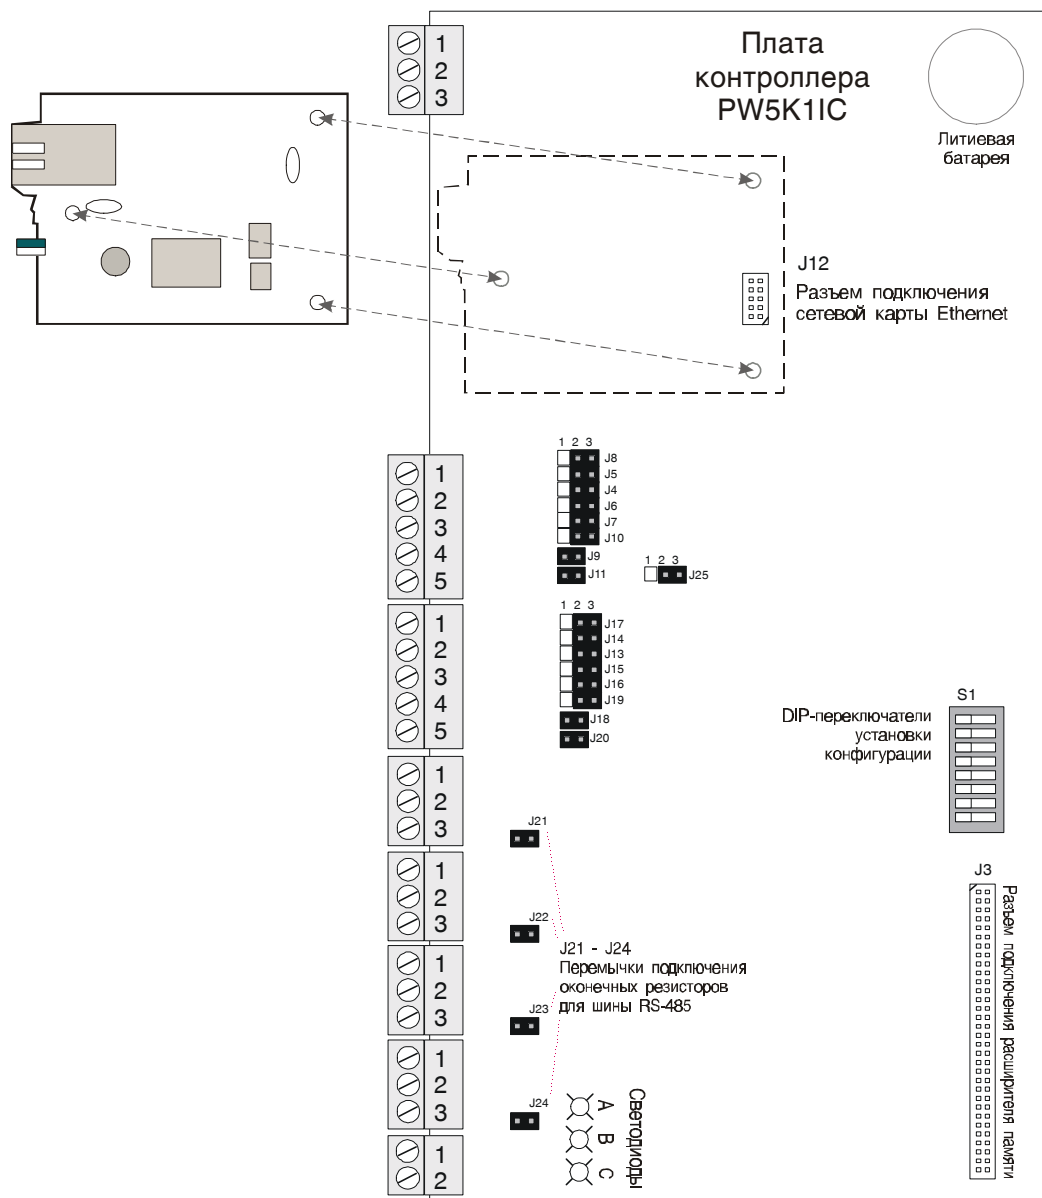 1
2
3
Плата
контроллера
PW5K1IC
Литиевая
батарея
J12
Разъем подключения
сетевой карты Ethernet
1
2
3
4
5
1 2 3
J8
J5
J4
J6
J7
J10
J9
J11
1 2 3
J25
1
2
3
4
5
1 2 3
J17
J14
J13
J15
J16
J19
J18
J20
S1
DIP-переключатели
установки
конфигурации
1
2
3
J21
1
2
3
J22
J21 - J24
Перемычки подключения
оконечных резисторов
для шины RS-485
1
2
3
J23
1
2
3
J24
A
B
C
Светодиоды
J3
Разъем подключения расширителя памяти
1
2